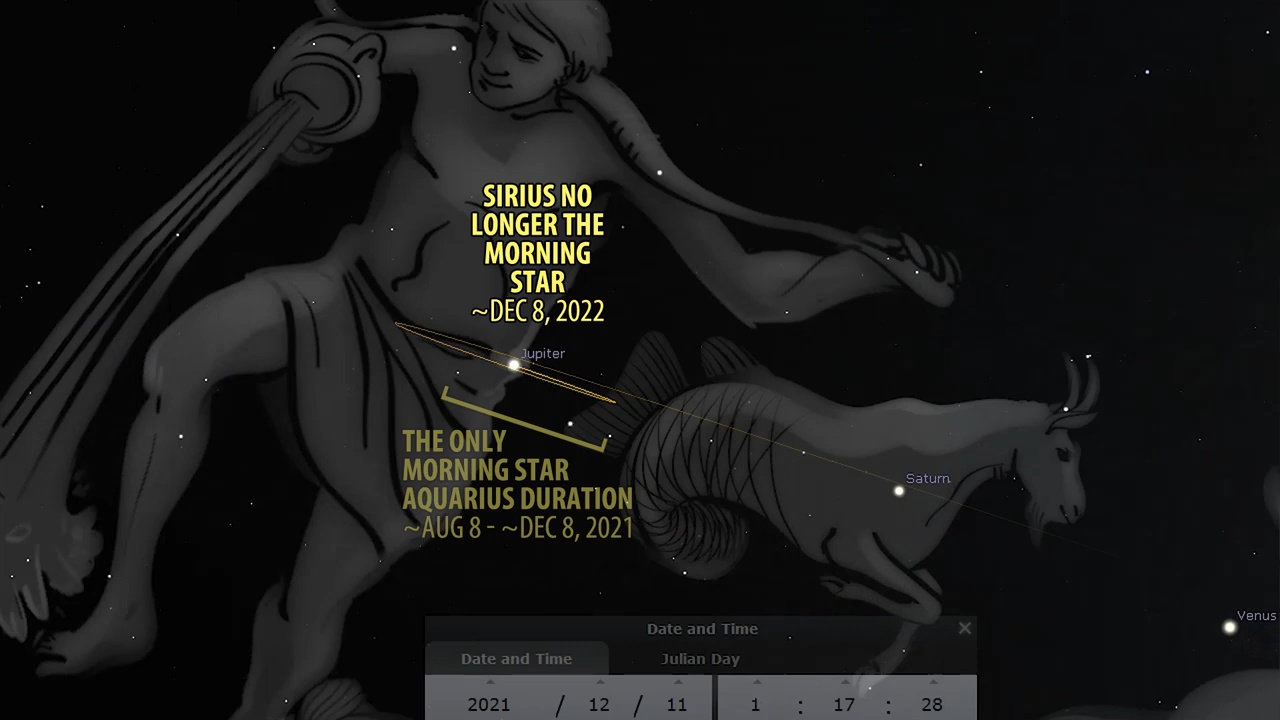 SIRIUS NO
LONGER THE
MORNING
STAR
~DEC 8, 2022
Jupiter
THE ONLY
MORNING STAR
AQUARIUS DURATION
~AUG 8 - ~DEC 8, 2021
Saturn
Venus
Date and Time
Date and Time Julian Day
2021 / 12 / 11 1 : 17 : 28